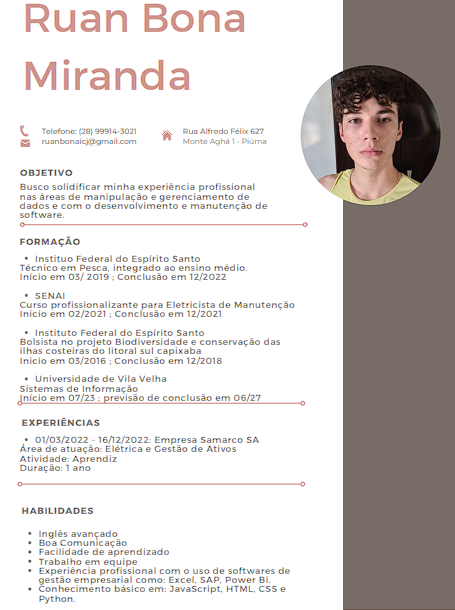 Ruan Bona
Miranda
Telefone: (28) 99914-3021
ruanbonaicj@gmail.com
Rua Alfredo Félix 627
Monte Aghá 1 - Piúma
OBJETIVO
Busco solidificar minha experiência profissional
nas áreas de manipulação e gerenciamento de
dados e com o desenvolvimento e manutenção de
software.
FORMAÇÃO
• Instituo Federal do Espírito Santo
Técnico em Pesca, integrado ao ensino médio.
Início em 03/ 2019 ; Conclusão em 12/2022
• SENAI
Curso profissionalizante para Eletricista de Manutenção
Inicio em 02/2021 ; Conclusão em 12/2021
• Instituto Federal do Espírito Santo
Bolsista no projeto Biodiversidade e conservação das
ilhas costeiras do litoral sul capixaba
Inicio em 03/2016 ; Conclusão em 12/2018
• Universidade de Vila Velha
Sistemas de Informação
Início em 07/23 ; previsão de conclusão em 06/27
EXPERIÊNCIAS
• 01/03/2022 - 16/12/2022: Empresa Samarco SA
Área de atuação: Elétrica e Gestão de Ativos
Atividade: Aprendiz
Duração: 1 ano
HABILIDADES
• Inglês avançado
• Boa Comunicação
• Facilidade de aprendizado
• Trabalho em equipe
• Experiência profissional com o uso de softwares de
gestão empresarial como: Excel, SAP, Power Bi.
• Conhecimento básico em: JavaScript, HTML, CSS e
Python.